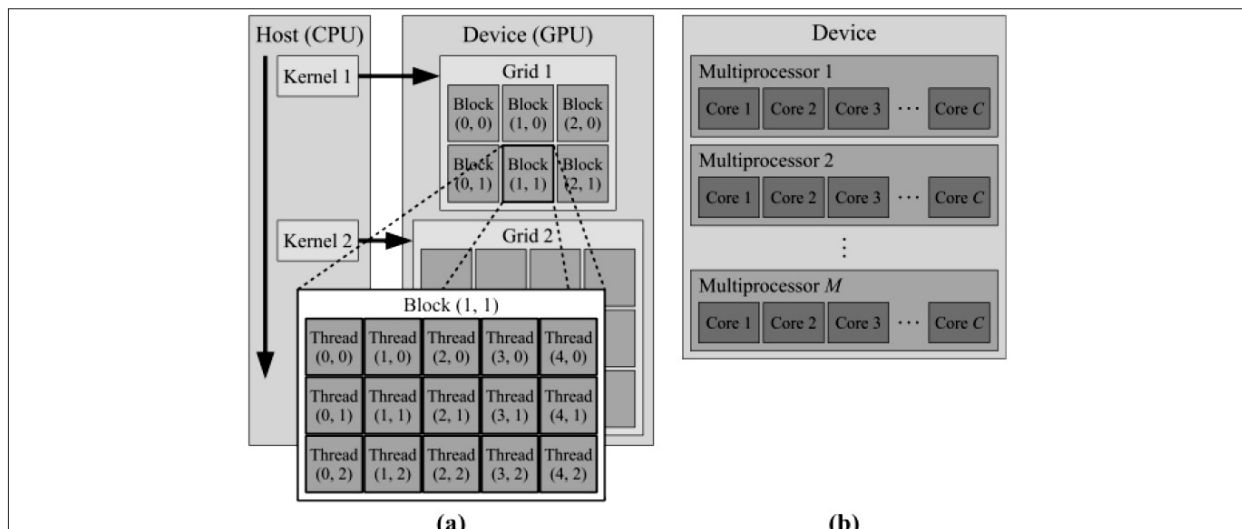 Host (CPU)
Kernel 1
Kernel 2
Device (GPU)
Grid 1
Block
(0, 0)
Block
(1, 0)
Block
(2, 0)
Block
(0, 1)
Block
(1, 1)
Block
(2, 1)
Grid 2
Block (1, 1)
Thread
(0, 0)
Thread
(1, 0)
Thread
(2, 0)
Thread
(3, 0)
Thread
(4, 0)
Thread
(0, 1)
Thread
(1, 1)
Thread
(2, 1)
Thread
(3, 1)
Thread
(4, 1)
Thread
(0, 2)
Thread
(1, 2)
Thread
(2, 2)
Thread
(3, 2)
Thread
(4, 2)
(a)
Device
Multiprocessor 1
Core 1 Core 2 Core 3 ··· Core C
Multiprocessor 2
Core 1 Core 2 Core 3 ··· Core C
⋮
Multiprocessor M
Core 1 Core 2 Core 3 ··· Core C
(b)